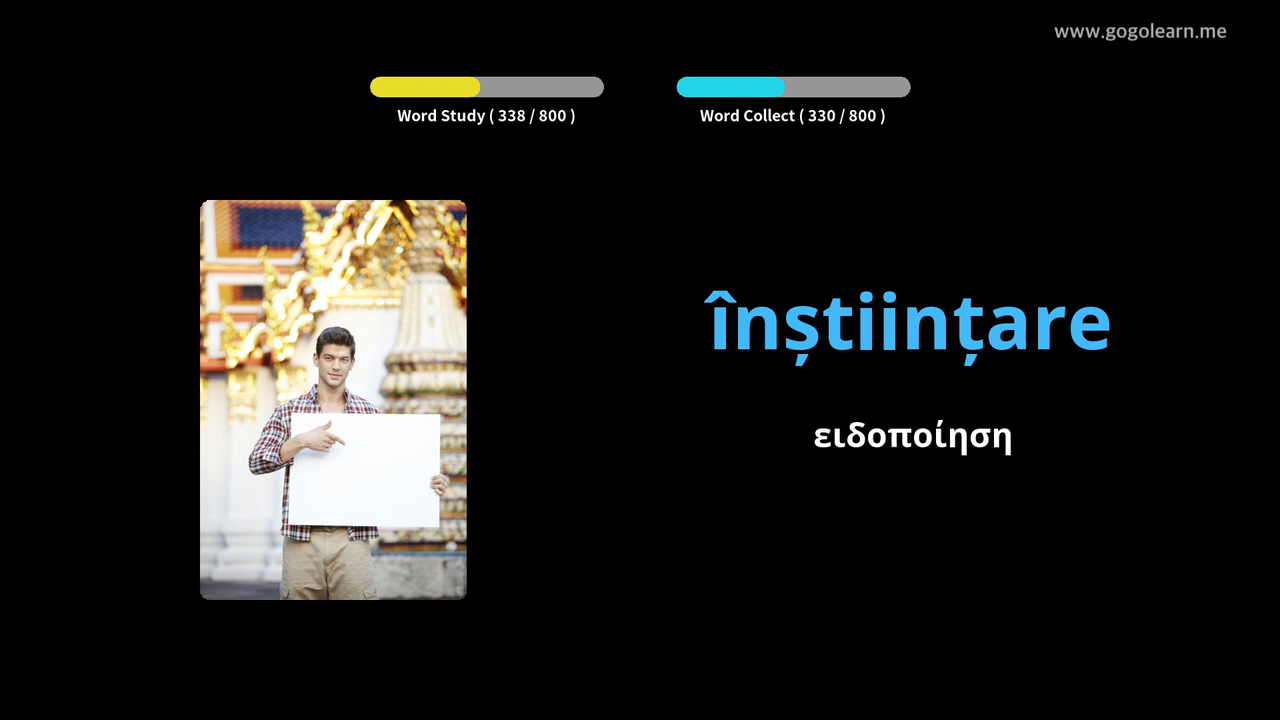 www.gogolearn.me
Word Study ( 338 / 800 )
Word Collect ( 330 / 800 )
înștiințare
ειδοποίηση